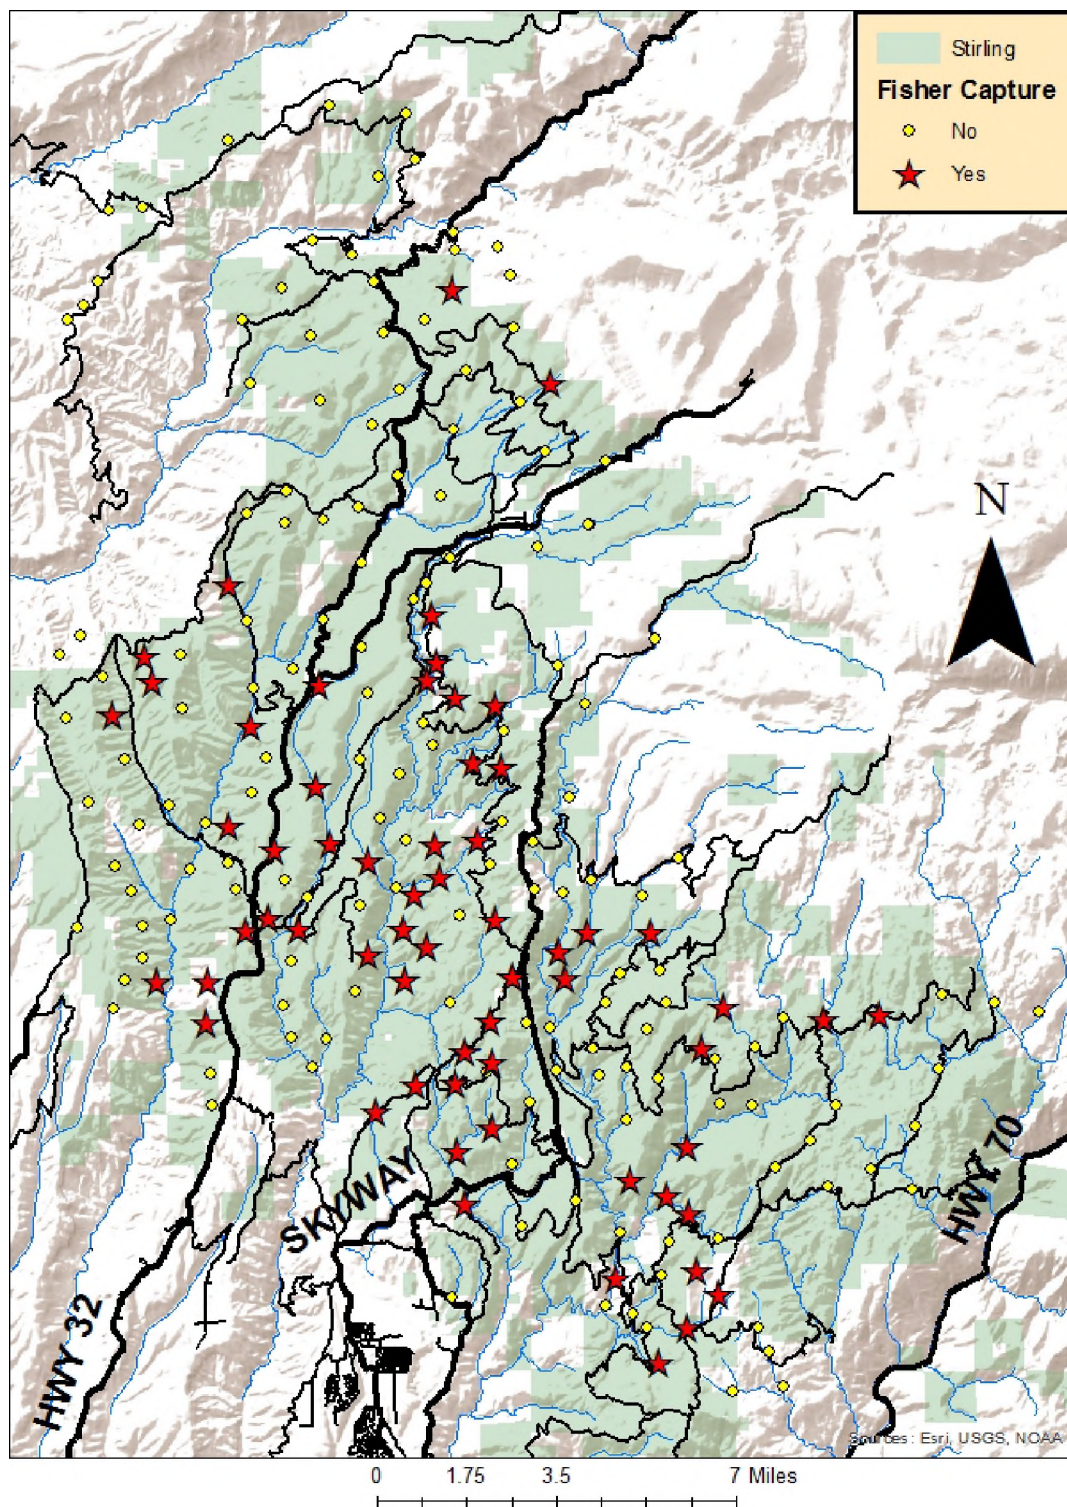 Stirling
Fisher Capture
No
Yes
N
HWY 70
SKYWAY
HWY 32
Sources: Esri, USGS, NOAA
0 1.75 3.5 7 Miles